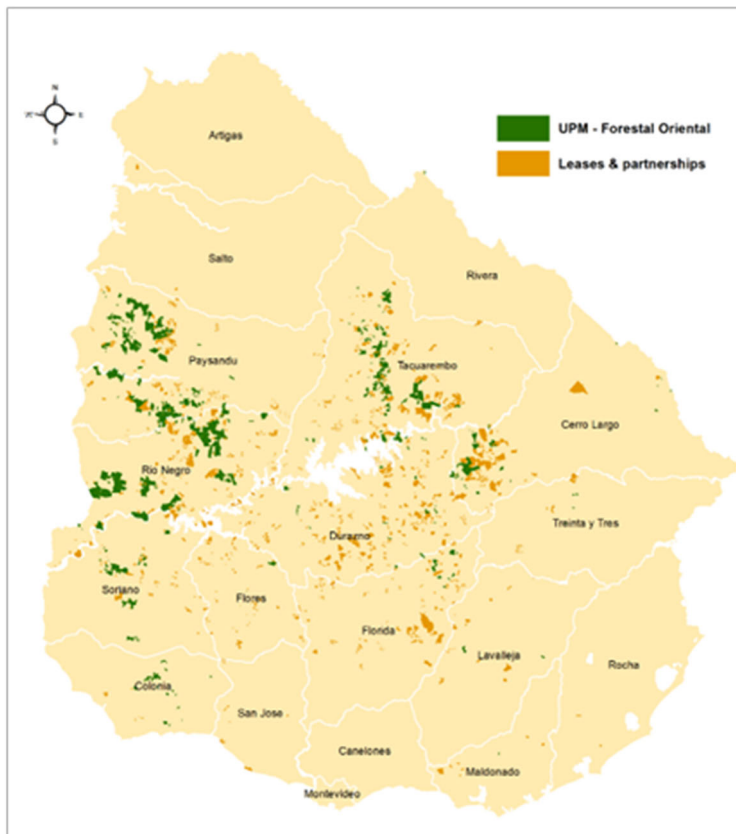 N
E
S
Artigas
UPM - Forestal Oriental
Leases & partnerships
Salto
Rivera
Paysandu
Tacuarembo
Cerro Largo
Rio Negro
Treinta y Tres
Durazno
Soriano
Flores
Florida
Lavalleja
Rocha
Colonia
San Jose
Canelones
Maldonado
Montevideo